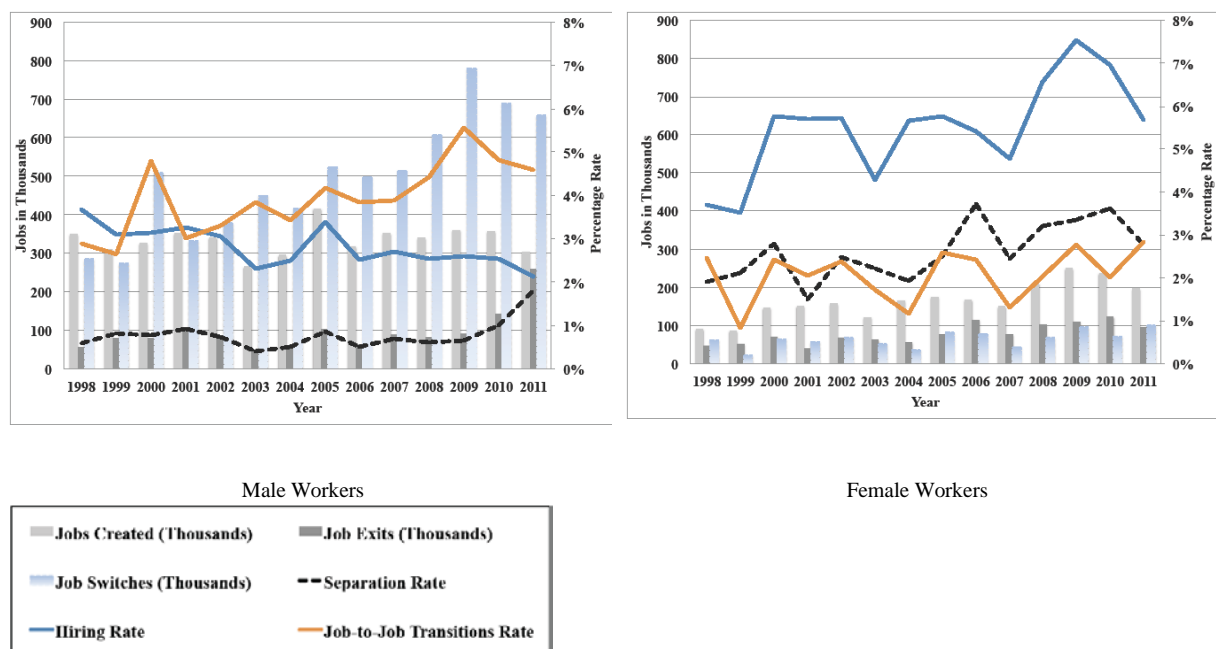 900
800
700
600
500
400
300
200
100
0
Jobs in Thousands
8%
7%
6%
5%
4%
3%
2%
1%
0%
Percentage Rate
1998 1999 2000 2001 2002 2003 2004 2005 2006 2007 2008 2009 2010 2011
Year
900
800
700
600
500
400
300
200
100
0
Jobs in Thousands
8%
7%
6%
5%
4%
3%
2%
1%
0%
Percentage Rate
1998 1999 2000 2001 2002 2003 2004 2005 2006 2007 2008 2009 2010 2011
Year
Male Workers
Female Workers
Jobs Created (Thousands)
Job Exits (Thousands)
Job Switches (Thousands)
Separation Rate
Hiring Rate
Job-to-Job Transitions Rate